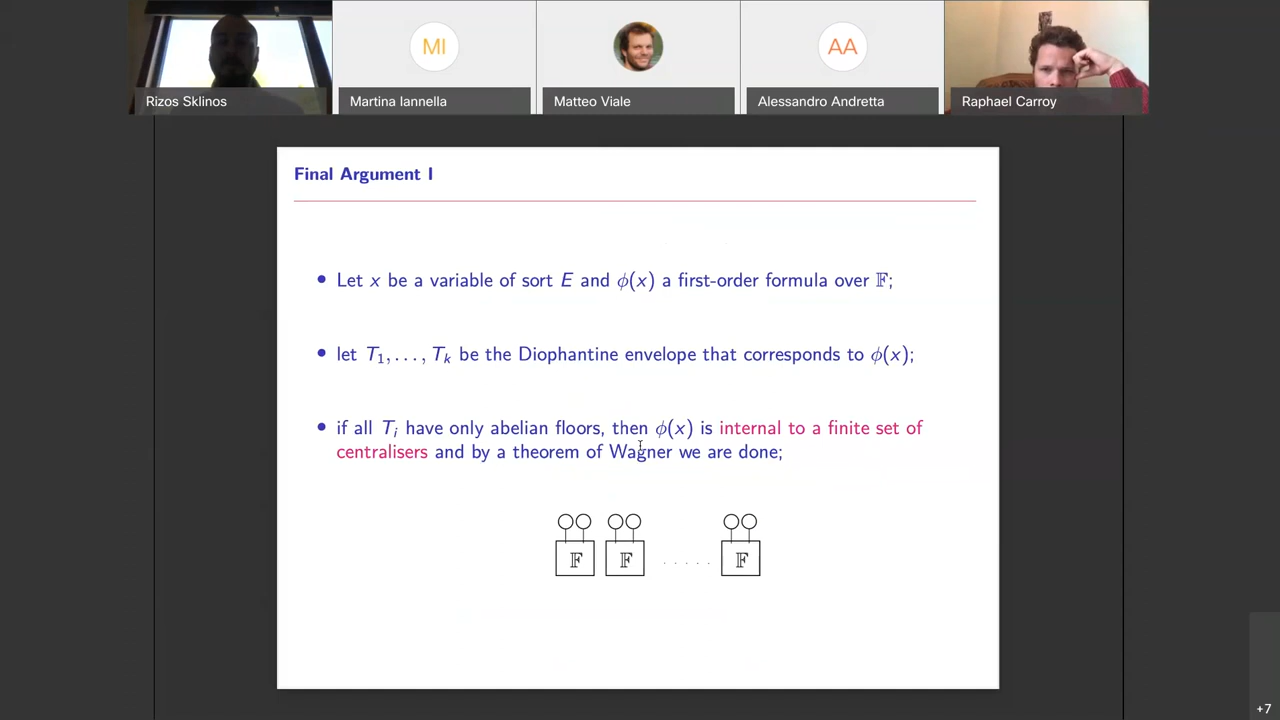 MI
AA
Rizos Sklinos
Martina Iannella
Matteo Viale
Alessandro Andretta
Raphael Carroy
Final Argument I
• Let x be a variable of sort E and ϕ(x) a first-order formula over 𝔽;
• let T₁, . . . , Tₖ be the Diophantine envelope that corresponds to ϕ(x);
• if all Tᵢ have only abelian floors, then ϕ(x) is internal to a finite set of
centralisers and by a theorem of Wagner we are done;
𝔽 𝔽 . . . . . 𝔽
+7